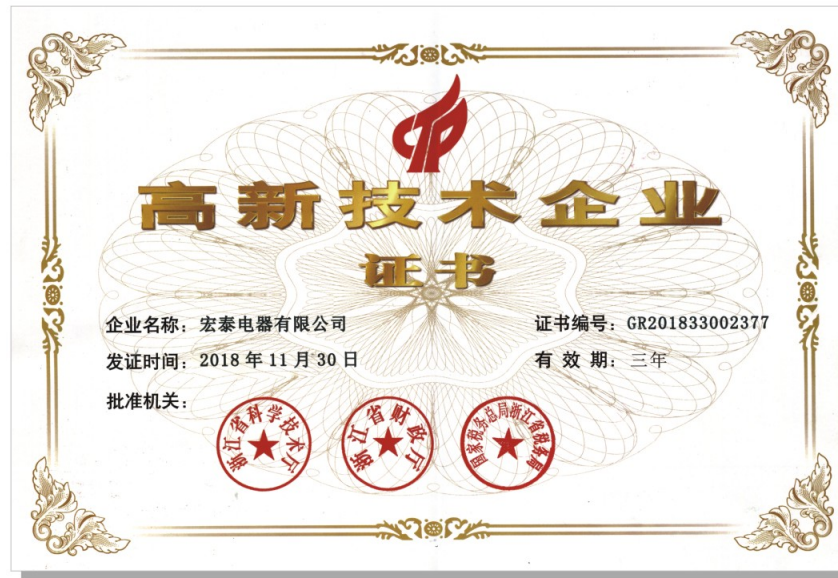 高新技术企业
证书
企业名称：宏泰电器有限公司 证书编号：GR201833002377
发证时间：2018年11月30日 有效期：三年
批准机关：
浙江省科学技术厅
浙江省财政厅
国家税务总局浙江省税务局